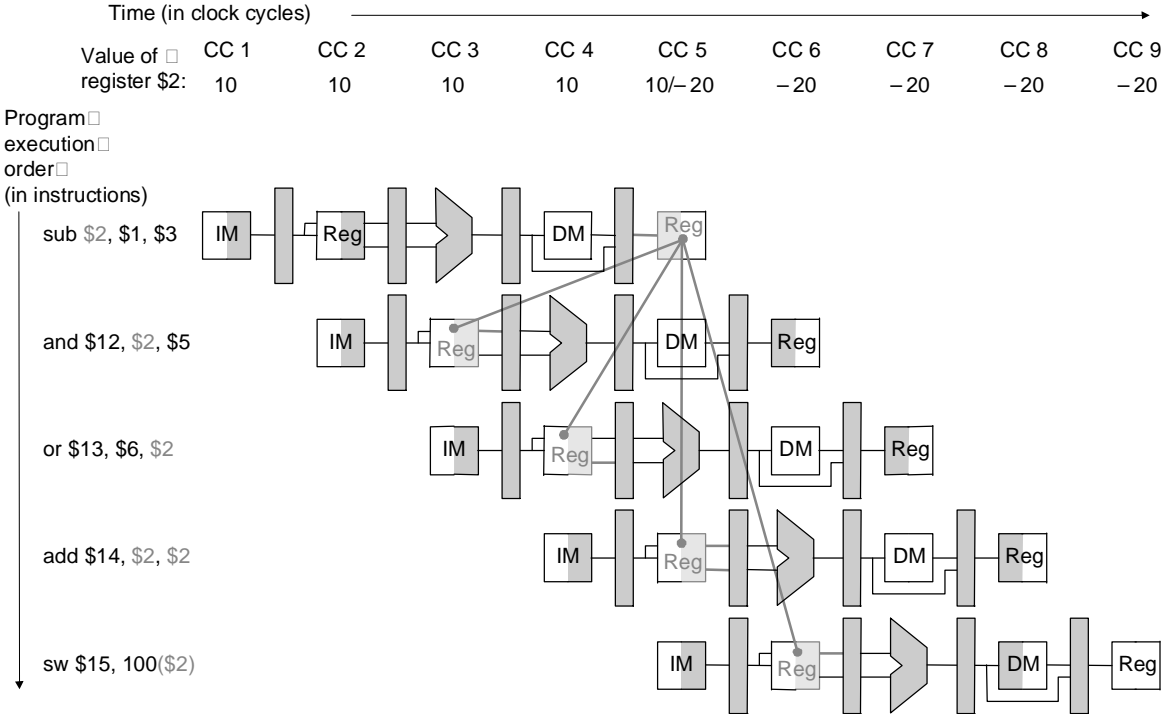 Time (in clock cycles)
Value of □ CC 1 CC 2 CC 3 CC 4 CC 5 CC 6 CC 7 CC 8 CC 9
register $2: 10 10 10 10 10/–20 –20 –20 –20 –20
Program□
execution□
order□
(in instructions)
sub $2, $1, $3 IM Reg DM Reg
and $12, $2, $5 IM Reg DM Reg
or $13, $6, $2 IM Reg DM Reg
add $14, $2, $2 IM Reg DM Reg
sw $15, 100($2) IM Reg DM Reg